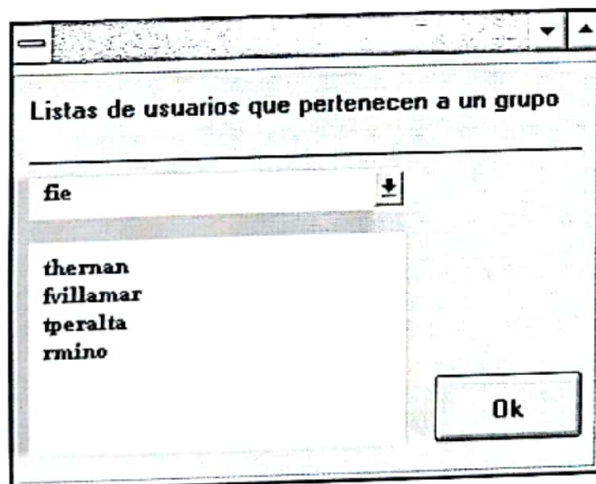 Listas de usuarios que pertenecen a un grupo
fie
thernan
fvillamar
tperalta
rmino
Ok